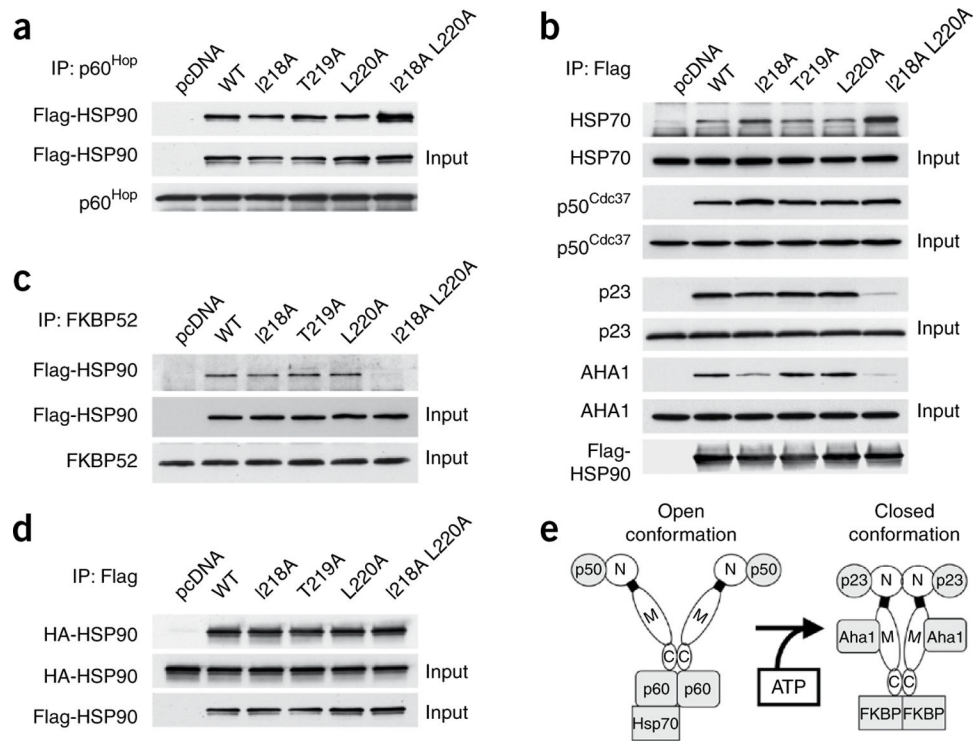 a
IP: p60Hop
pcDNA WT I218A T219A L220A I218A L220A
Flag-HSP90
Flag-HSP90 Input
p60Hop
b
IP: Flag
pcDNA WT I218A T219A L220A I218A L220A
HSP70
HSP70 Input
p50Cdc37
p50Cdc37 Input
p23
p23 Input
AHA1
AHA1 Input
Flag-
HSP90
c
IP: FKBP52
pcDNA WT I218A T219A L220A I218A L220A
Flag-HSP90
Flag-HSP90 Input
FKBP52 Input
d
IP: Flag
pcDNA WT I218A T219A L220A I218A L220A
HA-HSP90
HA-HSP90 Input
Flag-HSP90 Input
e
Open
conformation
p50 N N p50
M M
C C
p60 p60
Hsp70
ATP
Closed
conformation
p23 N N p23
Aha1 M M Aha1
C C
FKBP FKBP